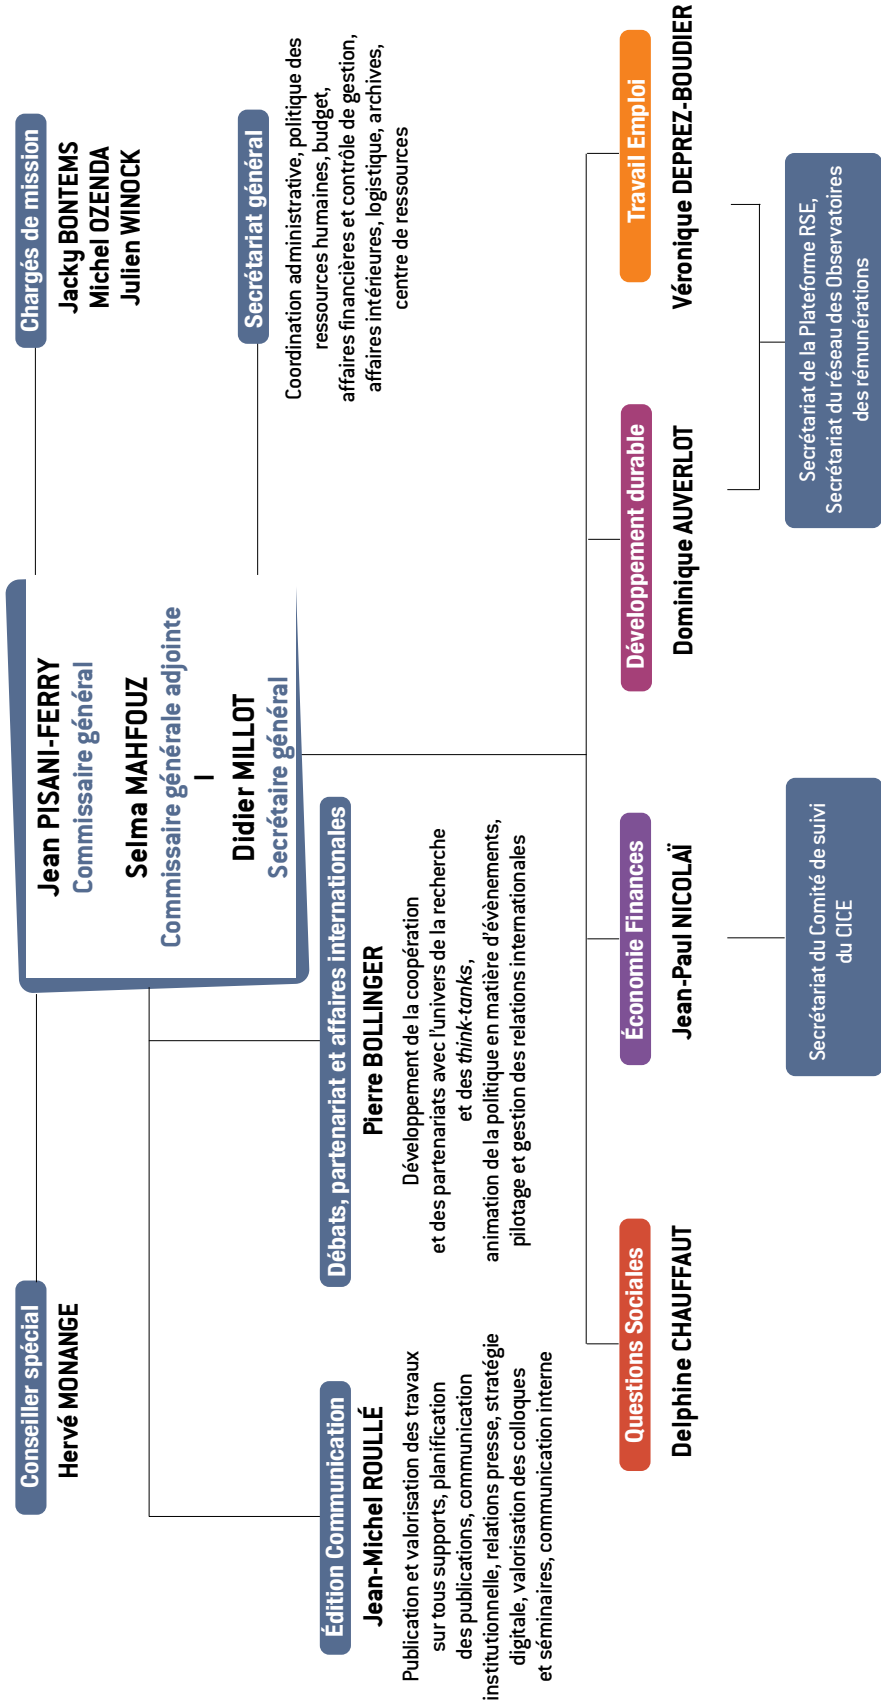 Jean PISANI-FERRY
Commissaire général
Selma MAHFOUZ
Commissaire générale adjointe
Didier MILLOT
Secrétaire général
Conseiller spécial
Hervé MONANGE
Chargés de mission
Jacky BONTEMS
Michel OZENDA
Julien WINOCK
Secrétariat général
Coordination administrative, politique des
ressources humaines, budget,
affaires financières et contrôle de gestion,
affaires intérieures, logistique, archives,
centre de ressources
Édition Communication
Jean-Michel ROULLÉ
Publication et valorisation des travaux
sur tous supports, planification
des publications, communication
institutionnelle, relations presse, stratégie
digitale, valorisation des colloques
et séminaires, communication interne
Débats, partenariat et affaires internationales
Pierre BOLLINGER
Développement de la coopération
et des partenariats avec l'univers de la recherche
et des think-tanks,
animation de la politique en matière d'évènements,
pilotage et gestion des relations internationales
Questions Sociales
Delphine CHAUFFAUT
Économie Finances
Jean-Paul NICOLAÏ
Secrétariat du Comité de suivi
du CICE
Développement durable
Dominique AUVERLOT
Travail Emploi
Véronique DEPREZ-BOUDIER
Secrétariat de la Plateforme RSE,
Secrétariat du réseau des Observatoires
des rémunérations